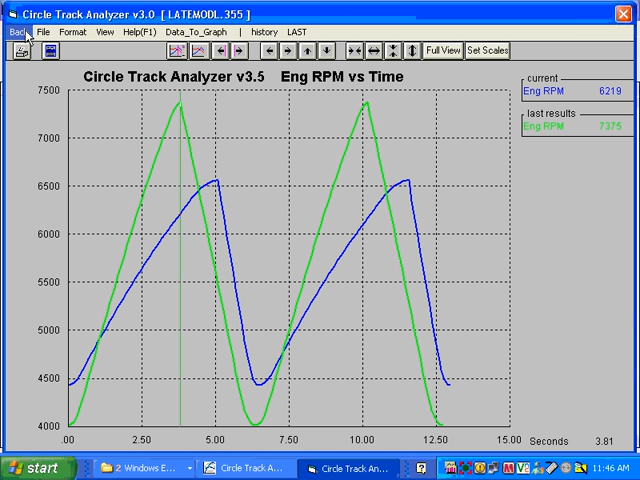 Circle Track Analyzer v3.0 [ LATEMODL.355 ]
Back File Format View Help(F1) Data_To_Graph | history LAST
Full View Set Scales
Circle Track Analyzer v3.5 Eng RPM vs Time
current
Eng RPM 6219
last results
Eng RPM 7375
7500
7000
6500
6000
5500
5000
4500
4000
.00 2.50 5.00 7.50 10.00 12.50 15.00
Seconds 3.81
start 2 Windows E... Circle Track A... Circle Track An... ? 11:46 AM